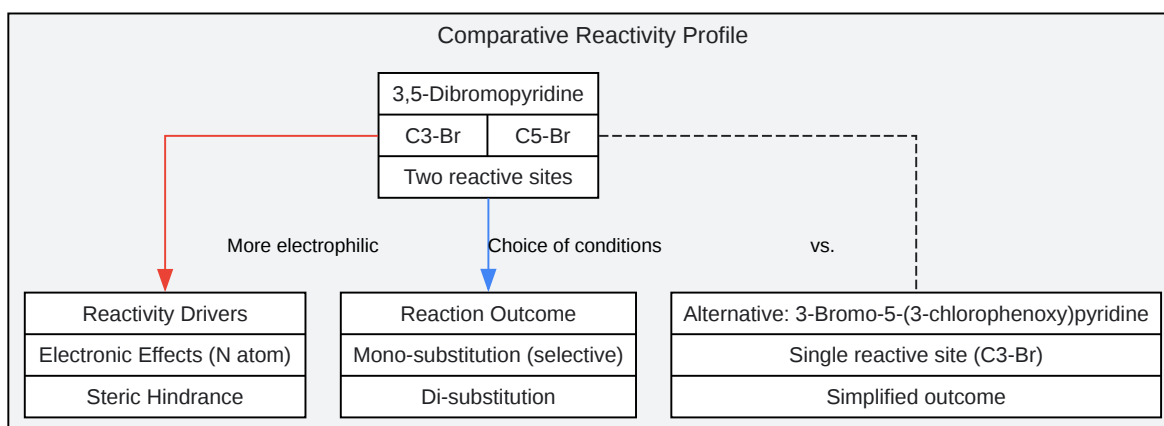 Comparative Reactivity Profile
3,5-Dibromopyridine
C3-Br C5-Br
Two reactive sites
More electrophilic Choice of conditions vs.
Reactivity Drivers
Electronic Effects (N atom)
Steric Hindrance
Reaction Outcome
Mono-substitution (selective)
Di-substitution
Alternative: 3-Bromo-5-(3-chlorophenoxy)pyridine
Single reactive site (C3-Br)
Simplified outcome